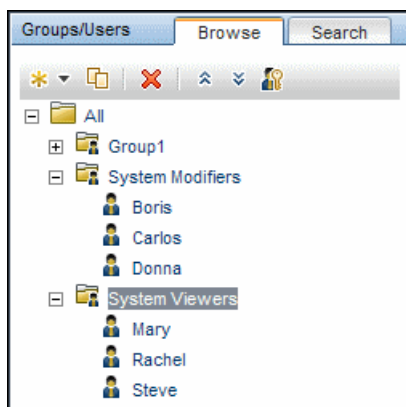 Groups/Users Browse Search
All
Group1
System Modifiers
Boris
Carlos
Donna
System Viewers
Mary
Rachel
Steve